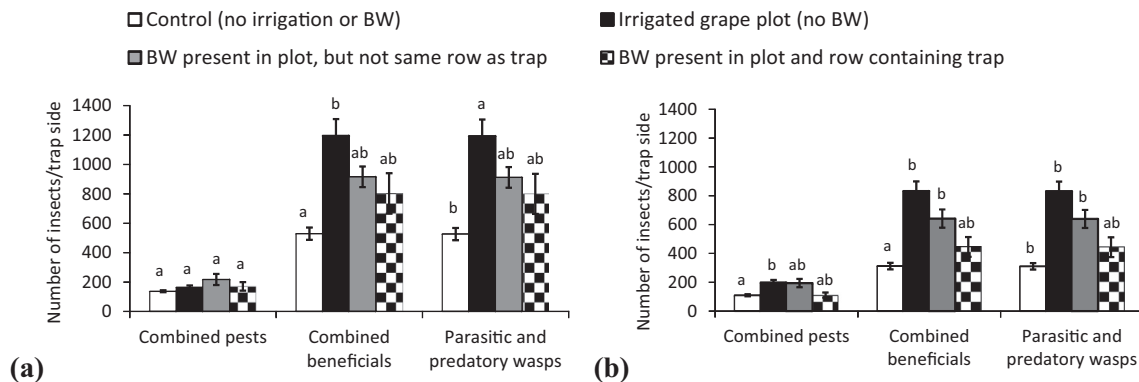 Control (no irrigation or BW)
Irrigated grape plot (no BW)
BW present in plot, but not same row as trap
BW present in plot and row containing trap
Number of insects/trap side
1400
1200
1000
800
600
400
200
0
a a a a
a b ab ab
b a ab ab
Combined pests
Combined beneficials
Parasitic and predatory wasps
(a)
Number of insects/trap side
1400
1200
1000
800
600
400
200
0
a b ab ab
a b b ab
b b b ab
Combined pests
Combined beneficials
Parasitic and predatory wasps
(b)